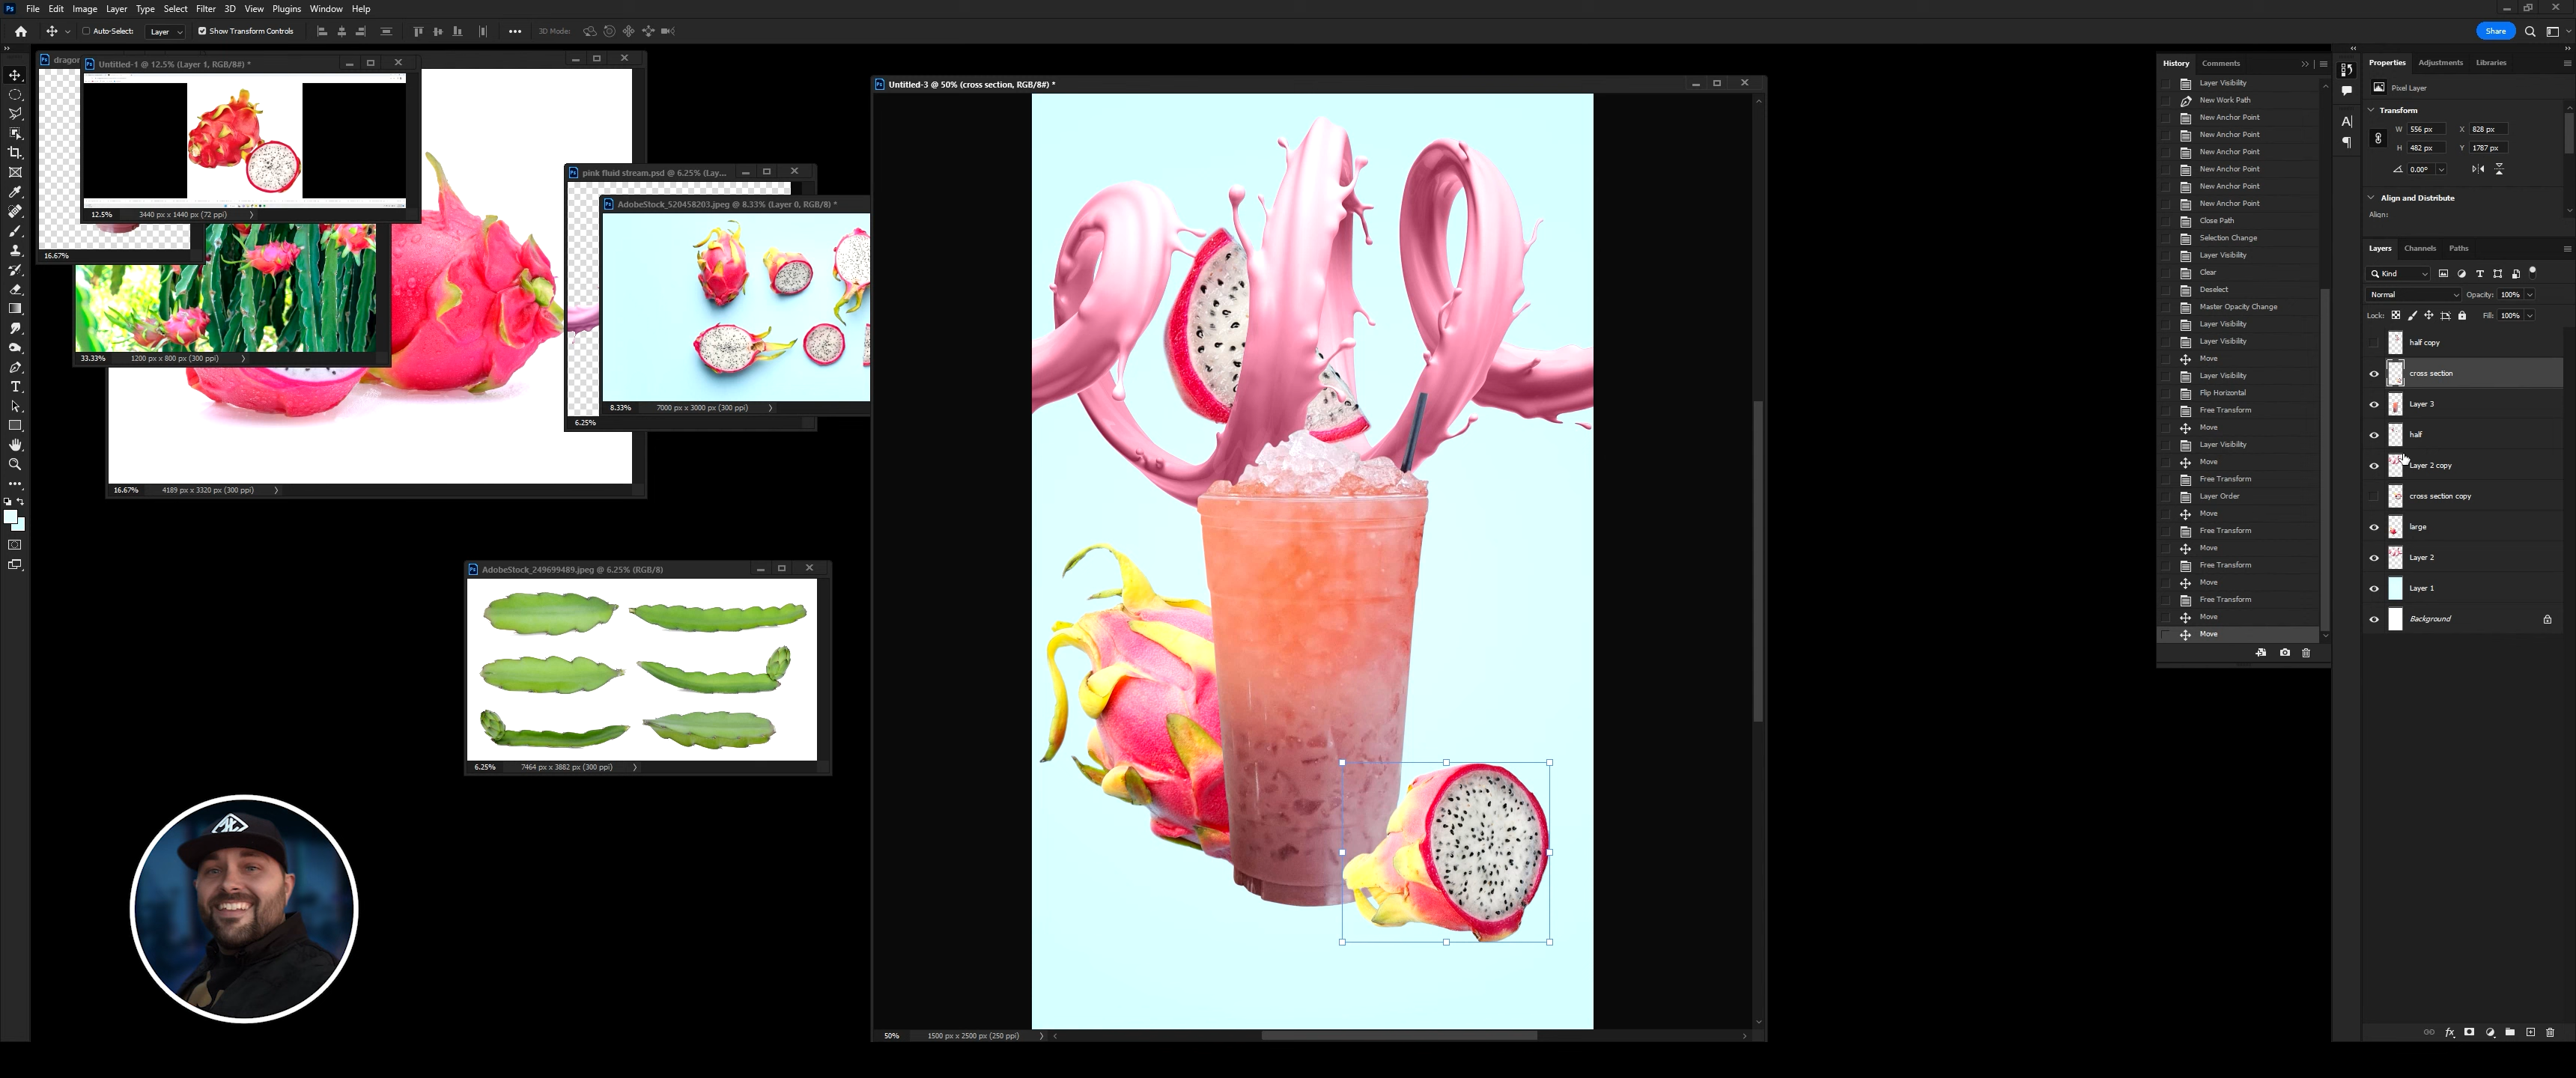 Ps File Edit Image Layer Type Select Filter 3D View Plugins Window Help
Auto-Select: Layer Show Transform Controls 3D Mode: Share
dragon
Untitled-1 @ 12.5% (Layer 1, RGB/8#) *
12.5% 3440 px x 1440 px (72 ppi)
16.67%
33.33% 1200 px x 800 px (300 ppi)
16.67% 4189 px x 3320 px (300 ppi)
pink fluid stream.psd @ 6.25% (Lay...
AdobeStock_520458203.jpeg @ 8.33% (Layer 0, RGB/8) *
8.33% 7000 px x 3000 px (300 ppi)
6.25%
AdobeStock_249699489.jpeg @ 6.25% (RGB/8)
6.25% 7464 px x 3882 px (300 ppi)
Untitled-3 @ 50% (cross section, RGB/8#) *
50% 1500 px x 2500 px (250 ppi)
History Comments
Layer Visibility
New Work Path
New Anchor Point
New Anchor Point
New Anchor Point
New Anchor Point
New Anchor Point
New Anchor Point
Close Path
Selection Change
Layer Visibility
Clear
Deselect
Master Opacity Change
Layer Visibility
Layer Visibility
Move
Layer Visibility
Flip Horizontal
Free Transform
Move
Layer Visibility
Move
Free Transform
Layer Order
Move
Free Transform
Move
Free Transform
Move
Free Transform
Move
Move
Properties Adjustments Libraries
Pixel Layer
Transform
W 556 px X 828 px
H 482 px Y 1787 px
0.00°
Align and Distribute
Align:
Layers Channels Paths
Kind
Normal Opacity: 100%
Lock: Fill: 100%
half copy
cross section
Layer 3
half
Layer 2 copy
cross section copy
large
Layer 2
Layer 1
Background